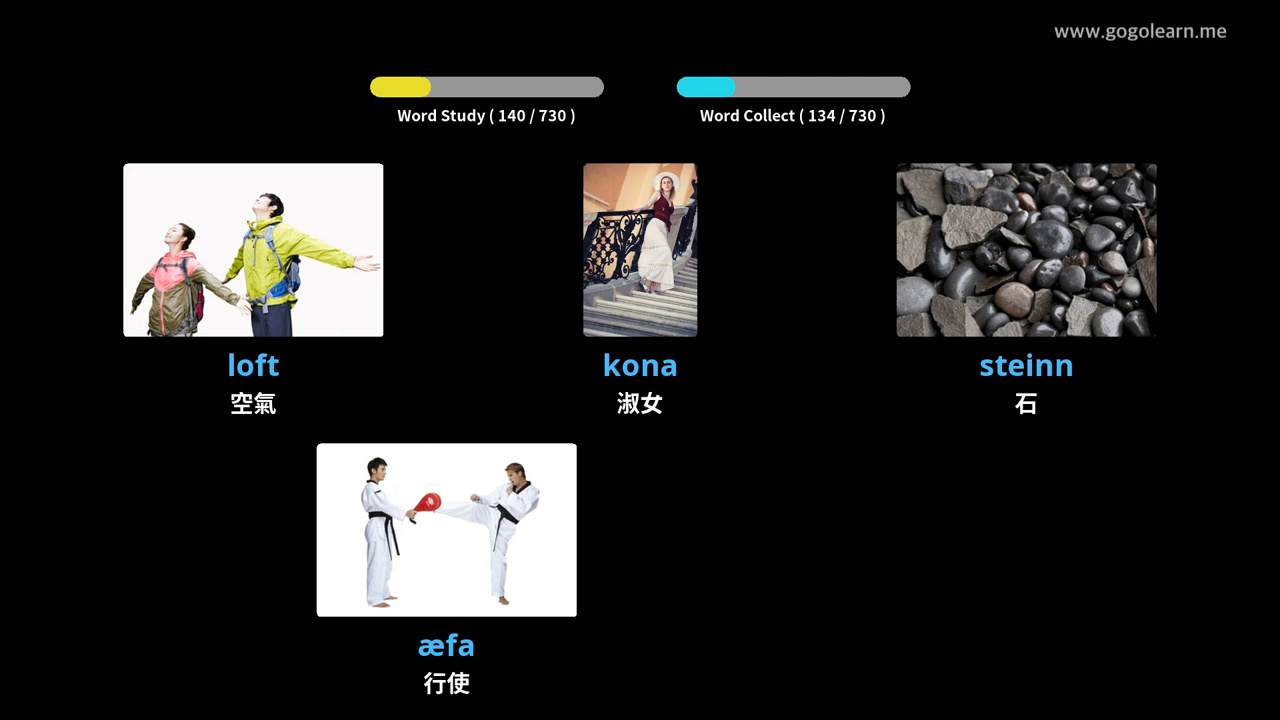 www.gogolearn.me
Word Study ( 140 / 730 )
Word Collect ( 134 / 730 )
loft
空氣
kona
淑女
steinn
石
æfa
行使